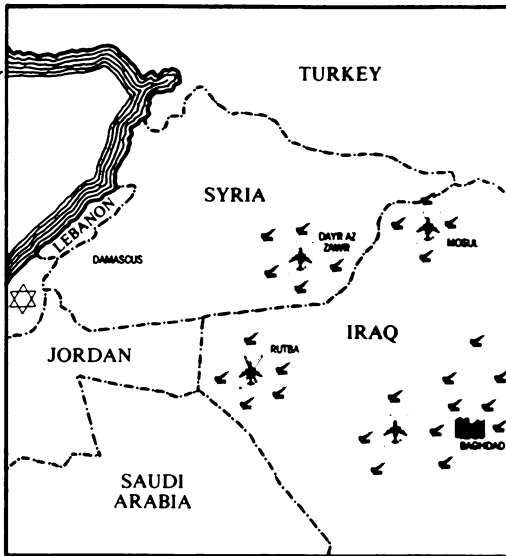 TURKEY
SYRIA
LEBANON
DAYR AZ
ZAWR
MOSUL
DAMASCUS
IRAQ
JORDAN
RUTBA
BAGHDAD
SAUDI
ARABIA